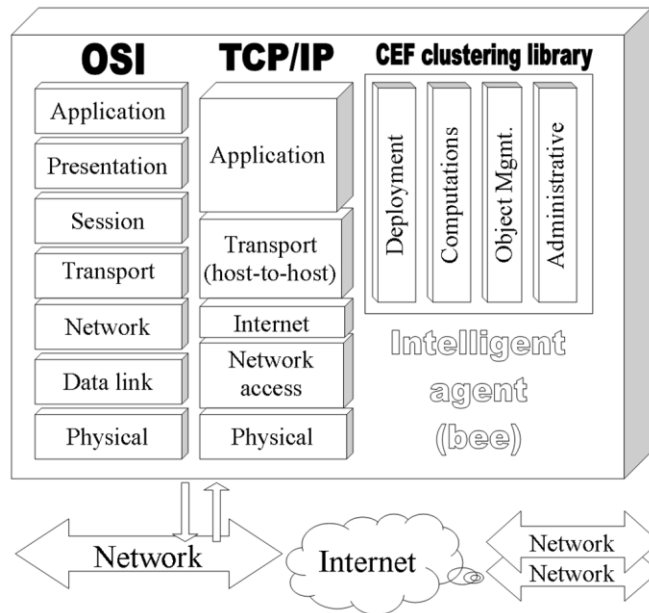 OSI
TCP/IP
CEF clustering library
Application
Presentation
Session
Transport
Network
Data link
Physical
Application
Transport
(host-to-host)
Internet
Network
access
Physical
Deployment
Computations
Object Mgmt.
Administrative
Intelligent
agent
(bee)
Network
Internet
Network
Network